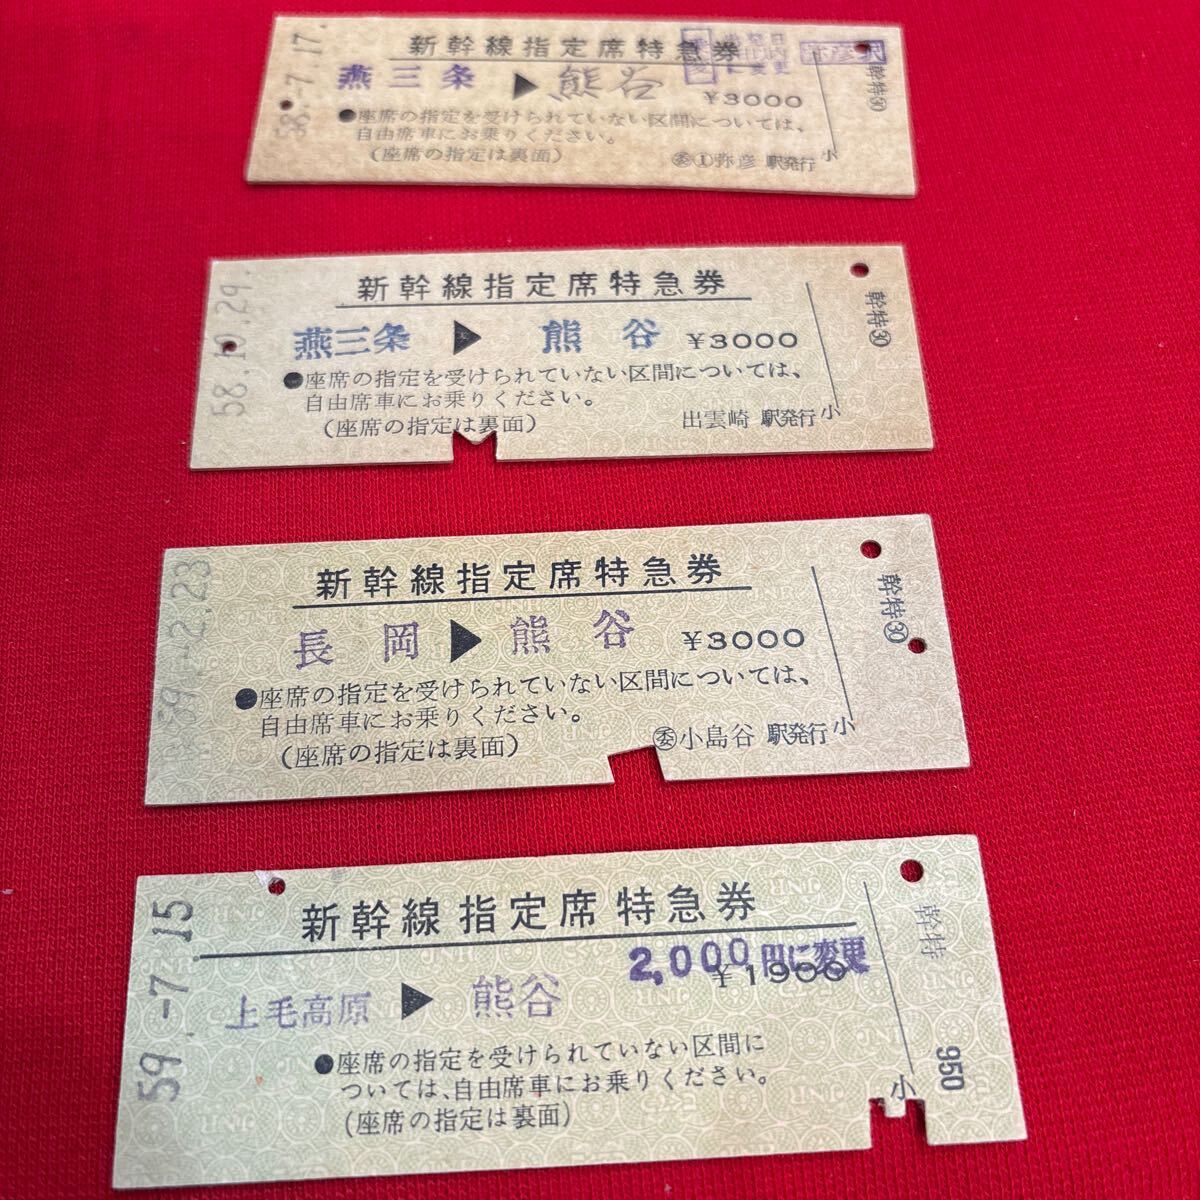 新幹線指定席特急券
弥彦駅
58.-7.17.
燕三条 ▶ 熊谷
¥3000
●座席の指定を受けられていない区間については、
自由席車にお乗りください。
(座席の指定は裏面)
委 1 弥彦 駅発行
小
幹特30
新幹線指定席特急券
58.10.29.
燕三条 ▶ 熊谷 ¥3000
●座席の指定を受けられていない区間については、
自由席車にお乗りください。
(座席の指定は裏面)
出雲崎 駅発行
小
幹特30
新幹線指定席特急券
59.-2.23
長岡 ▶ 熊谷 ¥3000
●座席の指定を受けられていない区間については、
自由席車にお乗りください。
(座席の指定は裏面)
委小島谷 駅発行
小
幹特30
新幹線指定席特急券
59.-7.15
2,000円に変更
¥1900
上毛高原 ▶ 熊谷
●座席の指定を受けられていない区間に
ついては、自由席車にお乗りください。
(座席の指定は裏面)
小
幹特
950